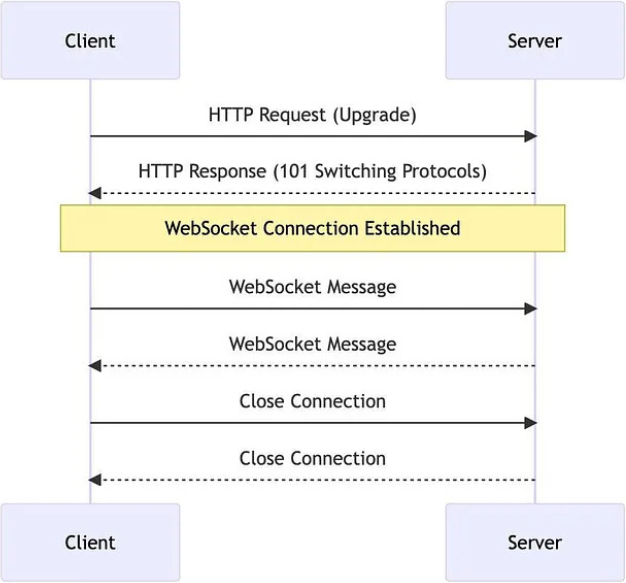 Client
Server
HTTP Request (Upgrade)
HTTP Response (101 Switching Protocols)
WebSocket Connection Established
WebSocket Message
WebSocket Message
Close Connection
Close Connection
Client
Server